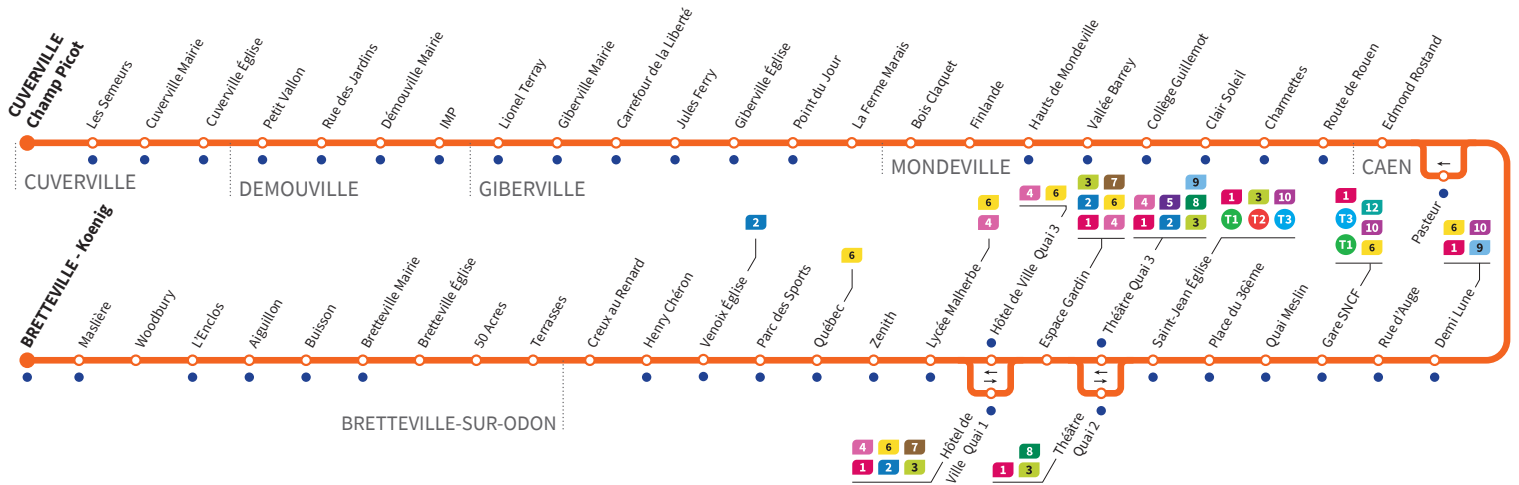 CUVERVILLE
Champ Picot
Les Semeurs
Cuverville Mairie
Cuverville Église
Petit Vallon
Rue des Jardins
Démouville Mairie
IMP
Lionel Terray
Giberville Mairie
Carrefour de la Liberté
Jules Ferry
Giberville Église
Point du Jour
La Ferme Marais
Bois Claquet
Finlande
Hauts de Mondeville
Vallée Barrey
Collège Guillemot
Clair Soleil
Charmettes
Route de Rouen
Edmond Rostand
←
Pasteur
CUVERVILLE
DEMOUVILLE
GIBERVILLE
MONDEVILLE
CAEN
BRETTEVILLE - Koenig
Maslière
Woodbury
L'Enclos
Aiguillon
Buisson
Bretteville Mairie
Bretteville Église
50 Acres
Terrasses
Creux au Renard
Henry Chéron
Venoix Église
2
Parc des Sports
Québec
6
Zenith
Lycée Malherbe
6
4
Hôtel de Ville Quai 3
4 6
←
→
Hôtel de
Ville Quai 1
4 6 7
1 2 3
Espace Gardin
3 7
2 6
1 4
Théâtre Quai 3
9
4 5 8
1 2 3
←
→
Théâtre
Quai 2
8
1 3
Saint-Jean Église
1 3 10
T1 T2 T3
Place du 36ème
Quai Meslin
Gare SNCF
1
T3 12
10
T1 6
Rue d'Auge
Demi Lune
6 10
1 9
BRETTEVILLE-SUR-ODON